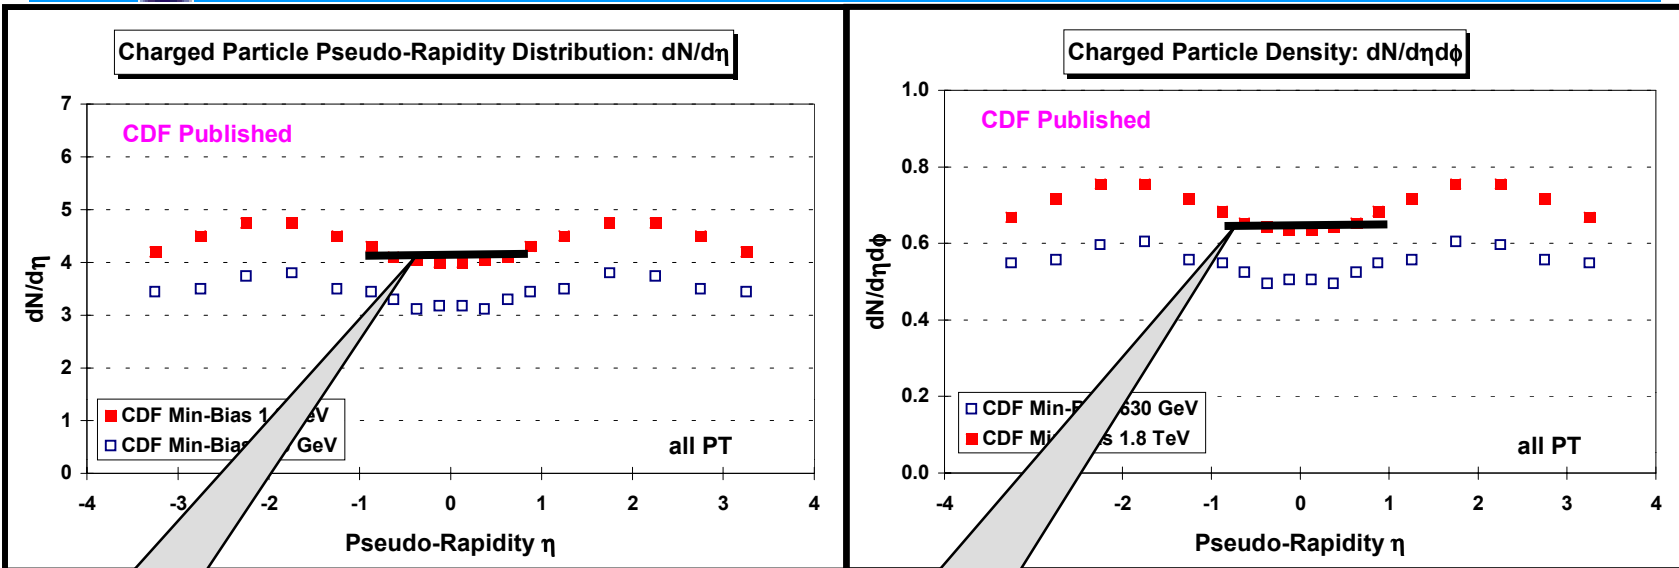 Charged Particle Pseudo-Rapidity Distribution: dN/dη
CDF Published
7
6
5
4
3
2
1
0
dN/dη
CDF Min-Bias 1 eV
CDF Min-Bias GeV
all PT
-4 -3 -2 -1 0 1 2 3 4
Pseudo-Rapidity η
Charged Particle Density: dN/dηdϕ
CDF Published
1.0
0.8
0.6
0.4
0.2
0.0
dN/dηdϕ
CDF Min- 630 GeV
CDF Mi s 1.8 TeV
all PT
-4 -2 -1 0 1 2 3 4
Pseudo-Rapidity η